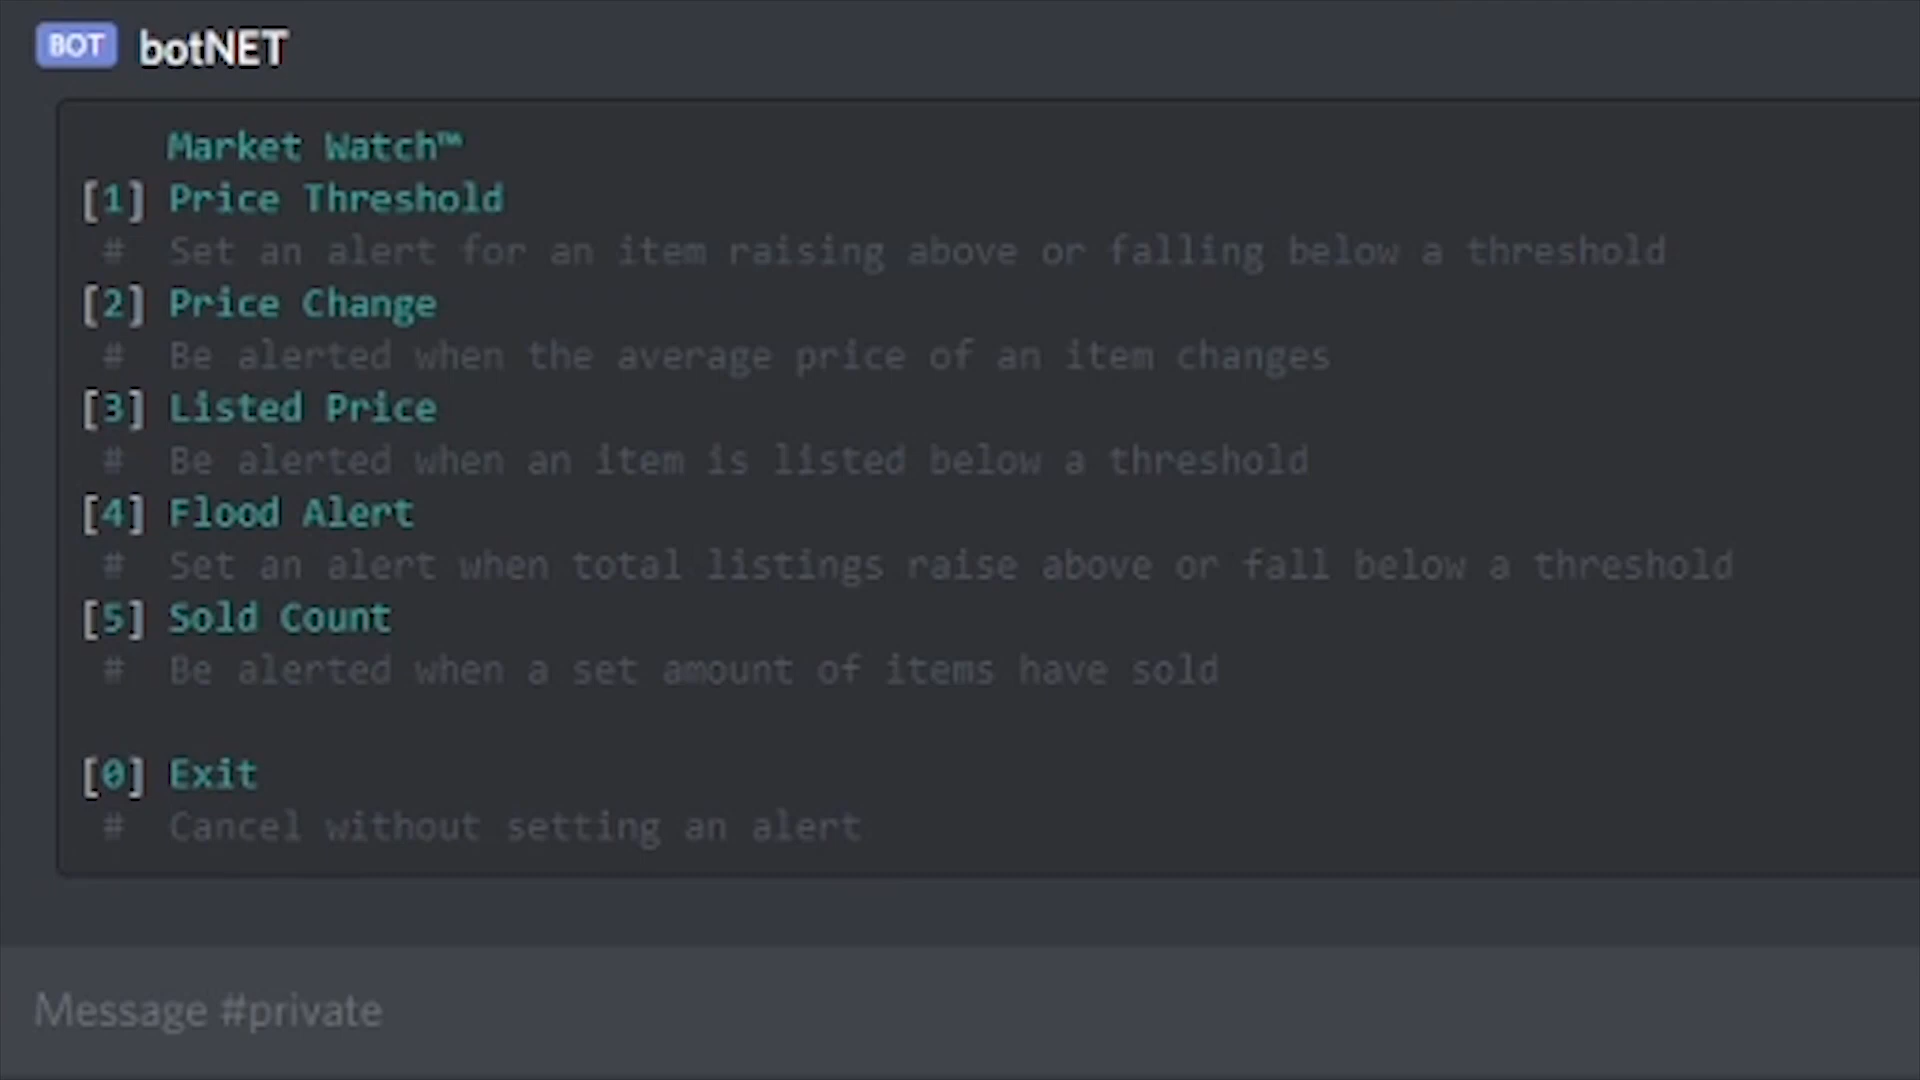 BOT botNET
Market Watch™
[1] Price Threshold
# Set an alert for an item raising above or falling below a threshold
[2] Price Change
# Be alerted when the average price of an item changes
[3] Listed Price
# Be alerted when an item is listed below a threshold
[4] Flood Alert
# Set an alert when total listings raise above or fall below a threshold
[5] Sold Count
# Be alerted when a set amount of items have sold
[0] Exit
# Cancel without setting an alert
Message #private